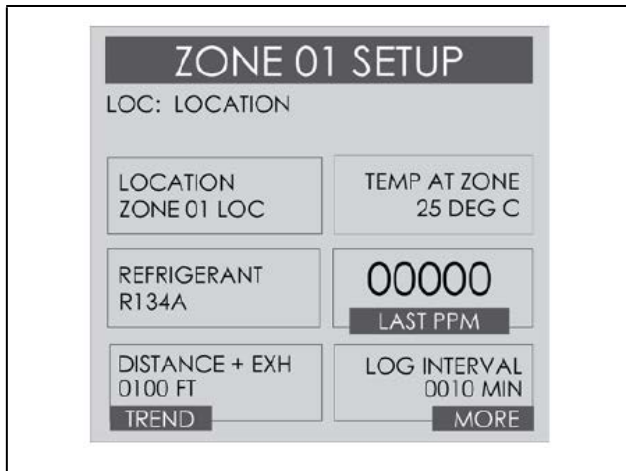 ZONE 01 SETUP
LOC: LOCATION
LOCATION
ZONE 01 LOC
TEMP AT ZONE
25 DEG C
REFRIGERANT
R134A
00000
LAST PPM
DISTANCE + EXH
0100 FT
TREND
LOG INTERVAL
0010 MIN
MORE